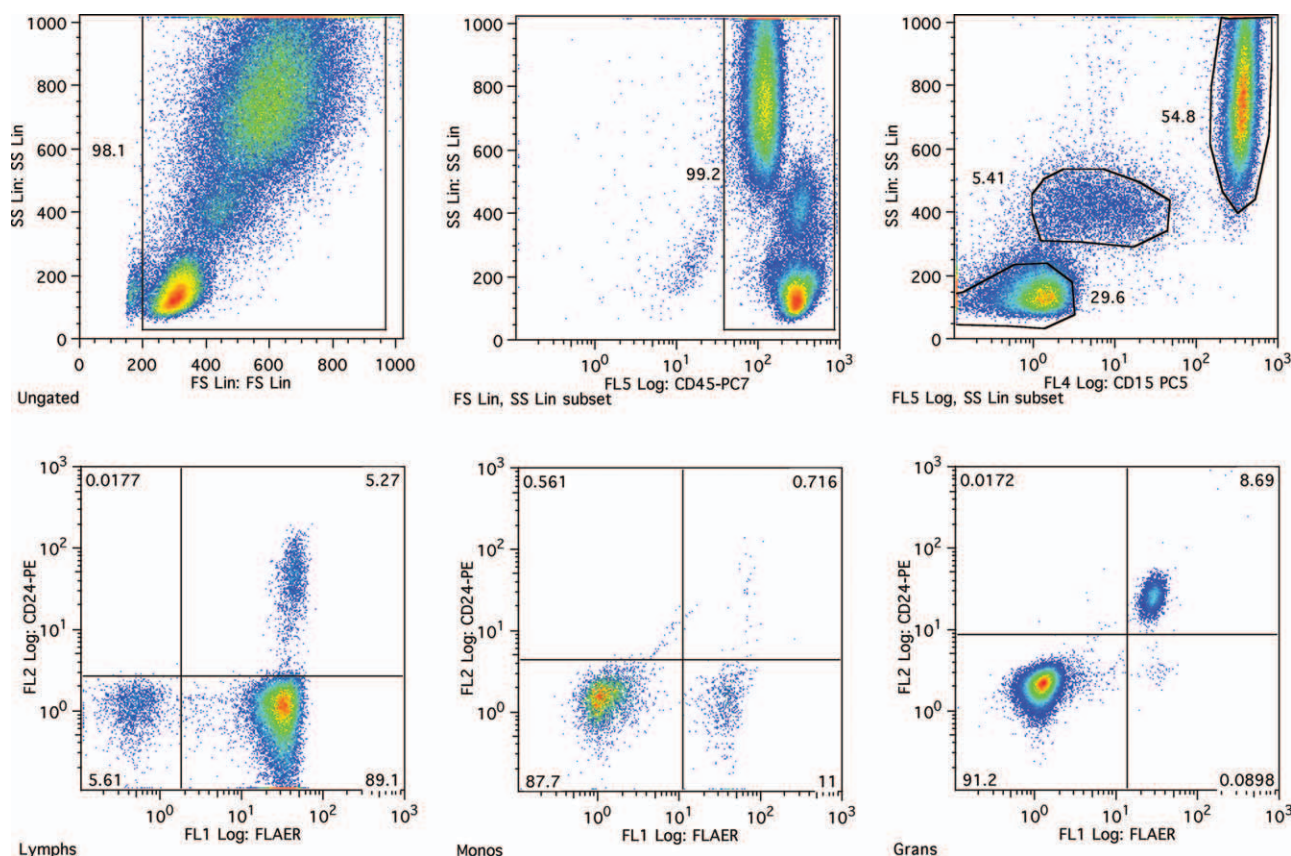 1000
800
600
400
200
0
SS Lin: SS Lin
98.1
0 200 400 600 800 1000
FS Lin: FS Lin
Ungated
1000
800
600
400
200
0
SS Lin: SS Lin
99.2
10^0 10^1 10^2 10^3
FL5 Log: CD45-PC7
FS Lin, SS Lin subset
1000
800
600
400
200
0
SS Lin: SS Lin
54.8
5.41
29.6
10^0 10^1 10^2 10^3
FL4 Log: CD15 PC5
FL5 Log, SS Lin subset
10^3
10^2
10^1
10^0
FL2 Log: CD24-PE
0.0177 5.27
5.61 89.1
10^0 10^1 10^2 10^3
FL1 Log: FLAER
Lymphs
10^3
10^2
10^1
10^0
FL2 Log: CD24-PE
0.561 0.716
87.7 11
10^0 10^1 10^2 10^3
FL1 Log: FLAER
Monos
10^3
10^2
10^1
10^0
FL2 Log: CD24-PE
0.0172 8.69
91.2 0.0898
10^0 10^1 10^2 10^3
FL1 Log: FLAER
Grans